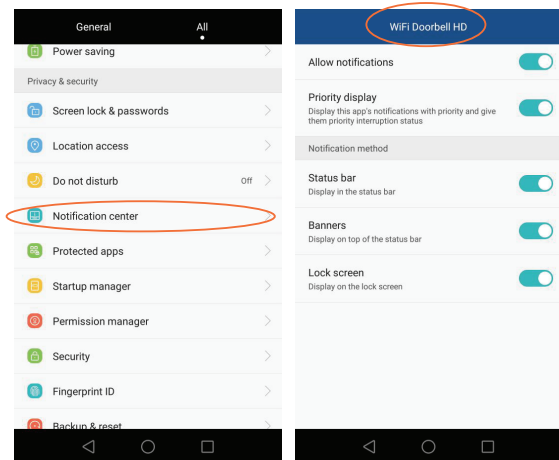 General All
Power saving
Privacy & security
Screen lock & passwords
Location access
Do not disturb Off
Notification center
Protected apps
Startup manager
Permission manager
Security
Fingerprint ID
Backup & reset
WiFi Doorbell HD
Allow notifications
Priority display
Display this app's notifications with priority and give
them priority interruption status
Notification method
Status bar
Display in the status bar
Banners
Display on top of the status bar
Lock screen
Display on the lock screen